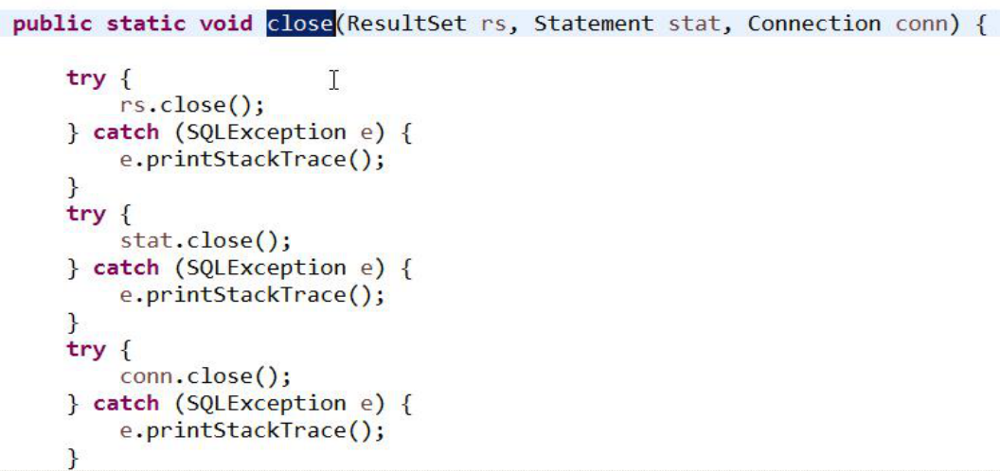 public static void close(ResultSet rs, Statement stat, Connection conn) {
try {
rs.close();
} catch (SQLException e) {
e.printStackTrace();
}
try {
stat.close();
} catch (SQLException e) {
e.printStackTrace();
}
try {
conn.close();
} catch (SQLException e) {
e.printStackTrace();
}